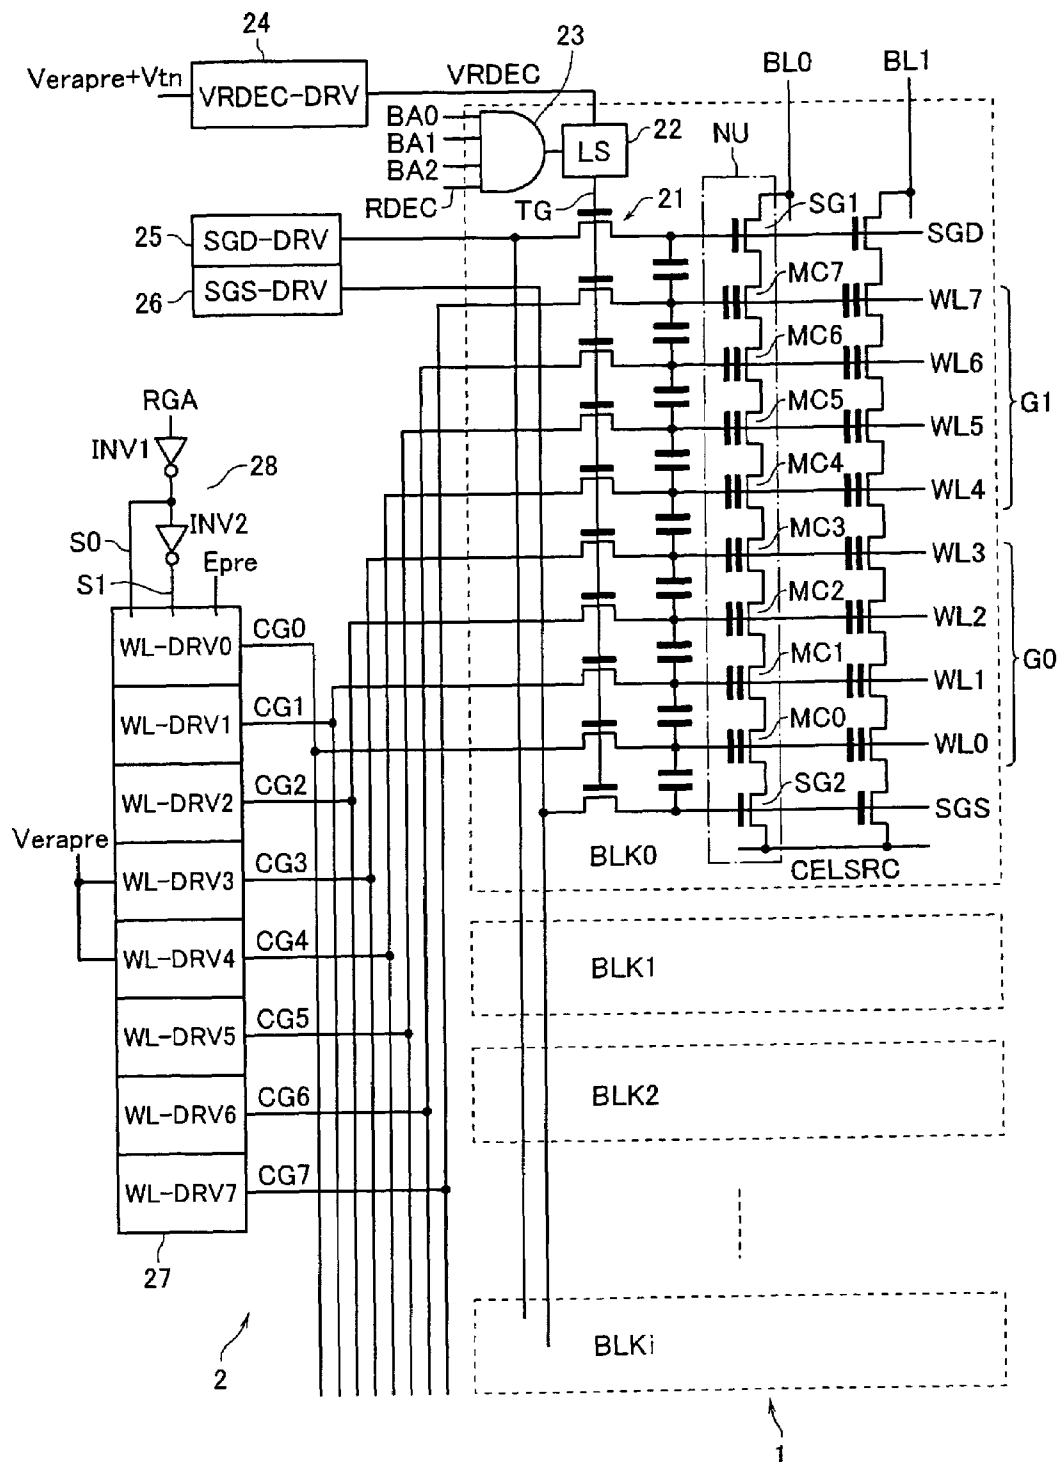 24
23
Verapre+Vtn
VRDEC-DRV
VRDEC
BL0
BL1
BA0
BA1
BA2
RDEC
LS
22
NU
TG
21
SG1
25
SGD-DRV
SGD
26
SGS-DRV
MC7
WL7
MC6
WL6
G1
RGA
MC5
WL5
INV1
28
MC4
WL4
S0
INV2
MC3
WL3
S1
Epre
MC2
WL2
WL-DRV0
CG0
G0
MC1
WL1
WL-DRV1
CG1
MC0
WL0
WL-DRV2
CG2
SG2
SGS
Verapre
BLK0
CELSRC
WL-DRV3
CG3
WL-DRV4
CG4
BLK1
WL-DRV5
CG5
WL-DRV6
CG6
BLK2
WL-DRV7
CG7
27
BLKi
2
1